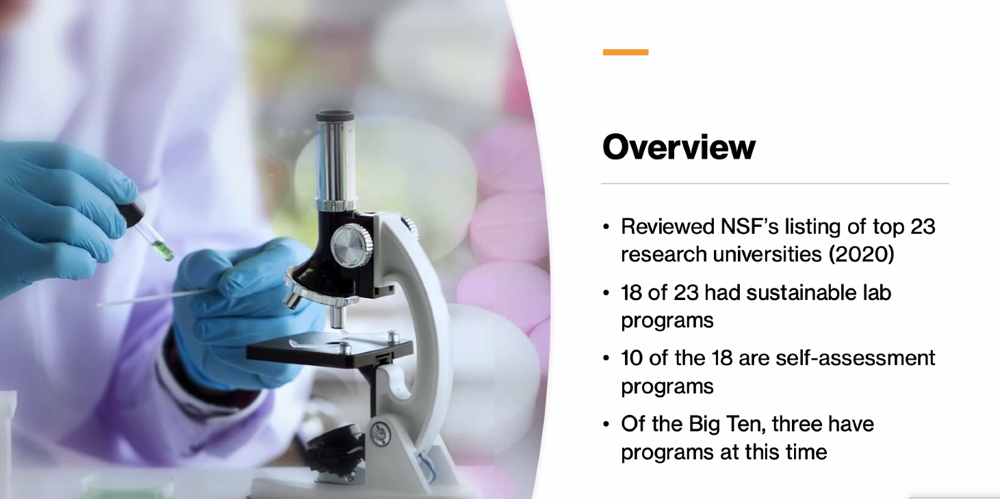 Overview
• Reviewed NSF’s listing of top 23
research universities (2020)
• 18 of 23 had sustainable lab
programs
• 10 of the 18 are self-assessment
programs
• Of the Big Ten, three have
programs at this time